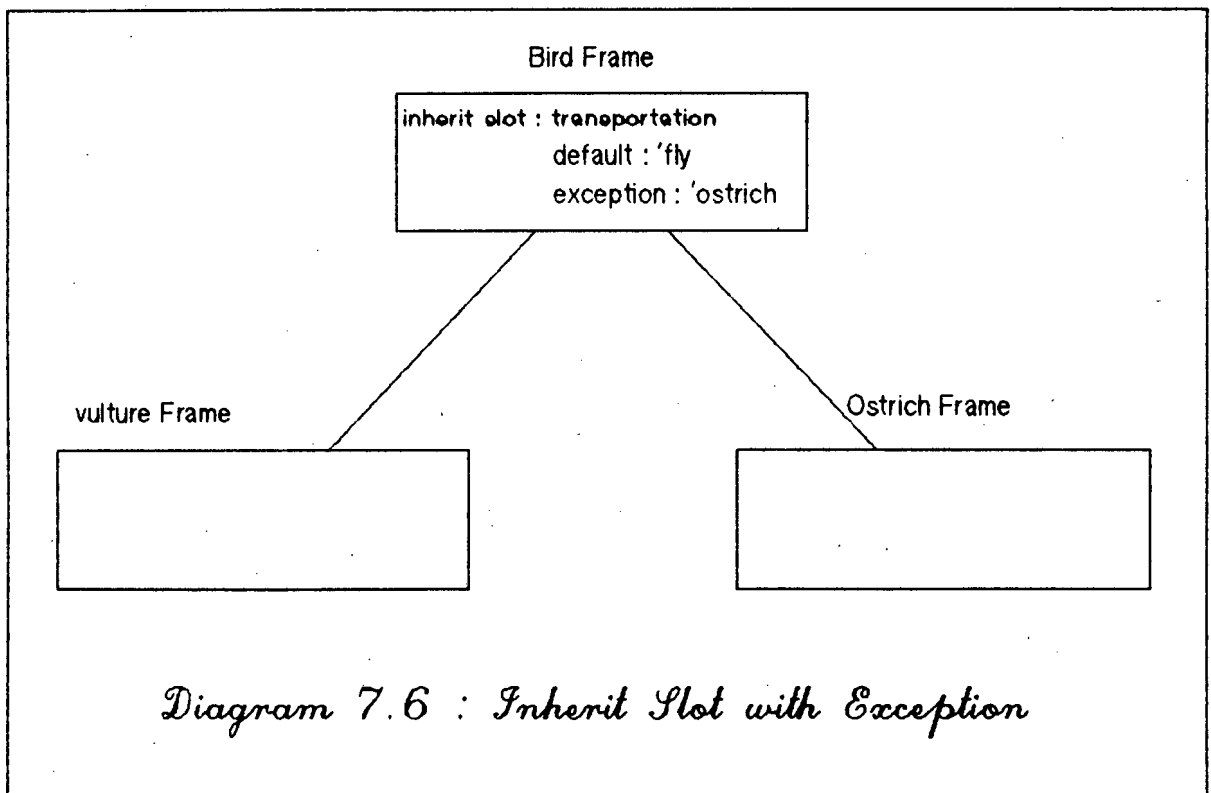 Bird Frame
inherit slot : transportation
default : 'fly
exception : 'ostrich
vulture Frame
Ostrich Frame
Diagram 7.6 : Inherit Slot with Exception